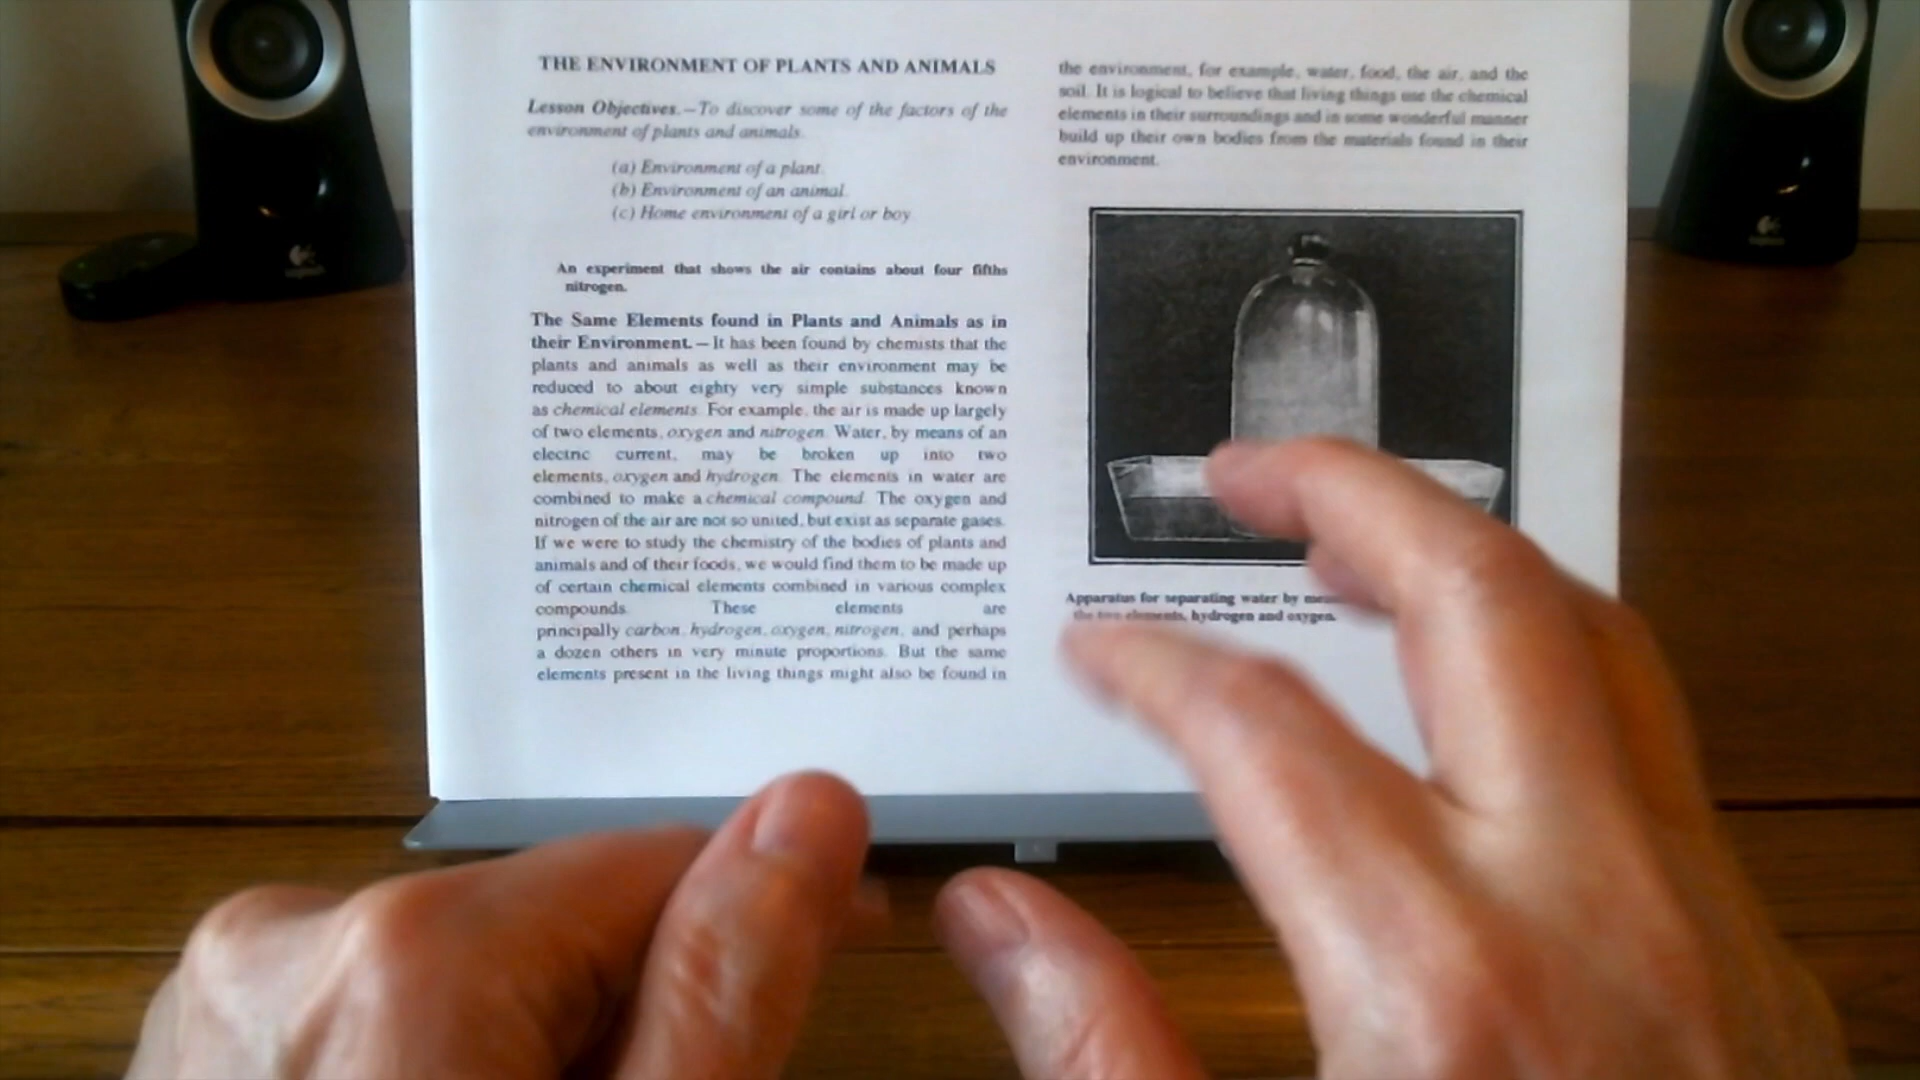 THE ENVIRONMENT OF PLANTS AND ANIMALS
Lesson Objectives.—To discover some of the factors of the
environment of plants and animals.
(a) Environment of a plant.
(b) Environment of an animal.
(c) Home environment of a girl or boy.
An experiment that shows the air contains about four fifths
nitrogen.
The Same Elements found in Plants and Animals as in
their Environment.—It has been found by chemists that the
plants and animals as well as their environment may be
reduced to about eighty very simple substances known
as chemical elements. For example, the air is made up largely
of two elements, oxygen and nitrogen. Water, by means of an
electric current, may be broken up into two
elements, oxygen and hydrogen. The elements in water are
combined to make a chemical compound. The oxygen and
nitrogen of the air are not so united, but exist as separate gases.
If we were to study the chemistry of the bodies of plants and
animals and of their foods, we would find them to be made up
of certain chemical elements combined in various complex
compounds. These elements are
principally carbon, hydrogen, oxygen, nitrogen, and perhaps
a dozen others in very minute proportions. But the same
elements present in the living things might also be found in
the environment, for example, water, food, the air, and the
soil. It is logical to believe that living things use the chemical
elements in their surroundings and in some wonderful manner
build up their own bodies from the materials found in their
environment.
Apparatus for separating water by
the two elements, hydrogen and oxygen.